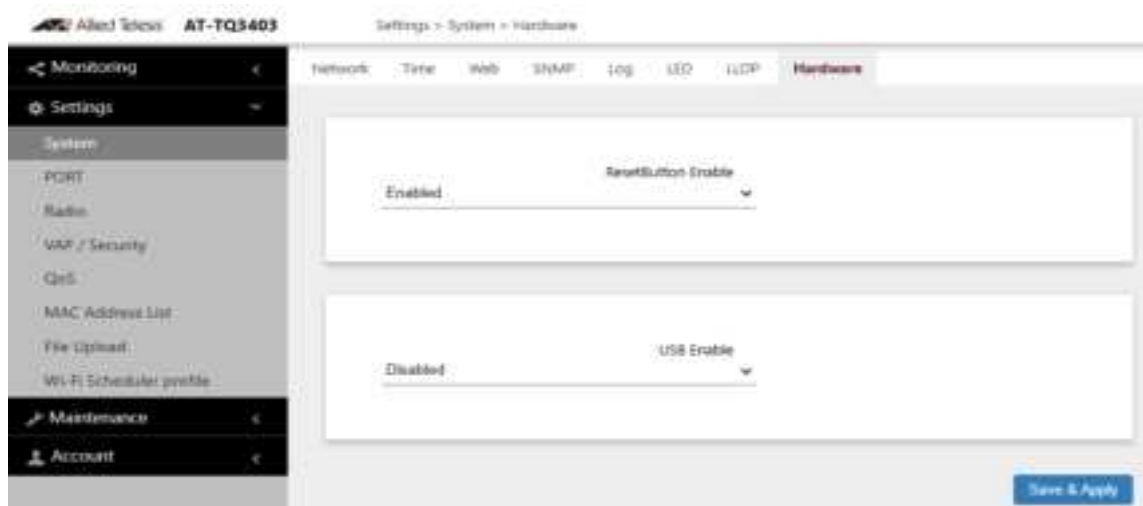 Allied Telesis AT-TQ3403 Settings > System > Hardware
Monitoring
Network Time Web SNMP Log LED LLDP Hardware
Settings
System
PORT
Radio
VAP / Security
QoS
MAC Address List
File Upload
Wi-Fi Scheduler profile
Maintenance
Account
ResetButton Enable
Enabled
USB Enable
Disabled
Save & Apply